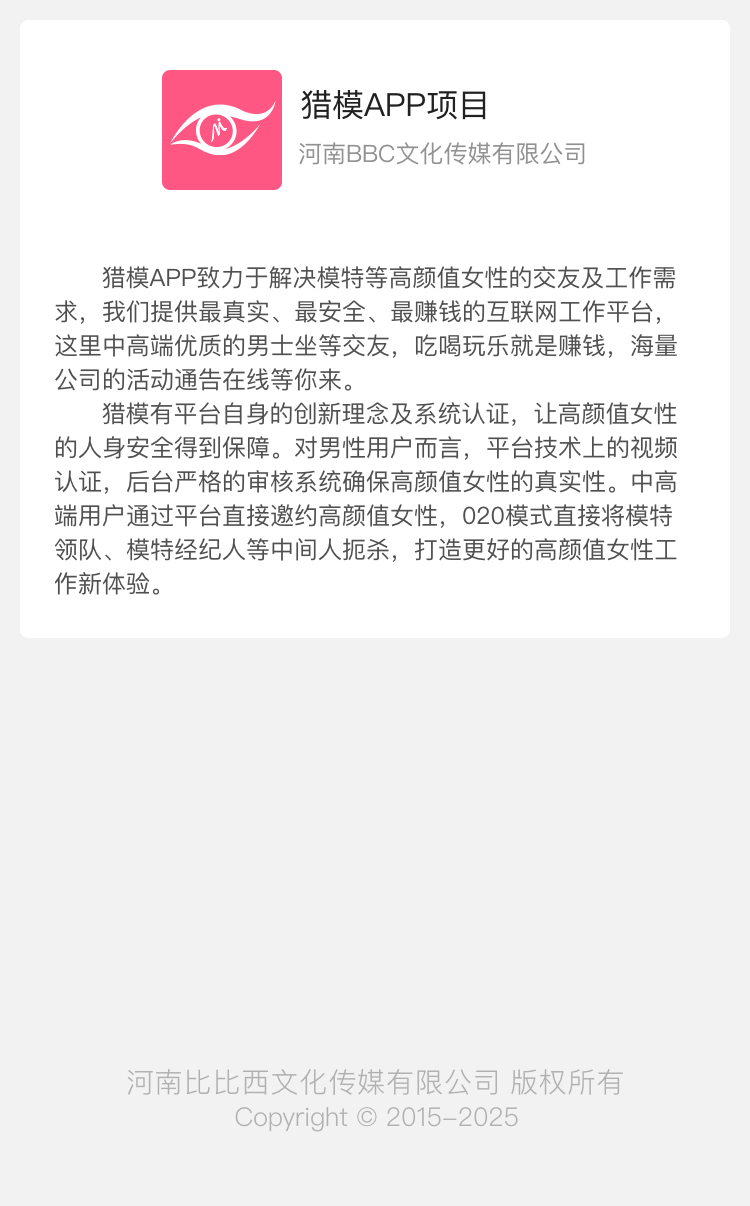 猎模APP项目
河南BBC文化传媒有限公司
猎模APP致力于解决模特等高颜值女性的交友及工作需
求，我们提供最真实、最安全、最赚钱的互联网工作平台，
这里中高端优质的男士坐等交友，吃喝玩乐就是赚钱，海量
公司的活动通告在线等你来。
猎模有平台自身的创新理念及系统认证，让高颜值女性
的人身安全得到保障。对男性用户而言，平台技术上的视频
认证，后台严格的审核系统确保高颜值女性的真实性。中高
端用户通过平台直接邀约高颜值女性，020模式直接将模特
领队、模特经纪人等中间人扼杀，打造更好的高颜值女性工
作新体验。
河南比比西文化传媒有限公司 版权所有
Copyright © 2015-2025